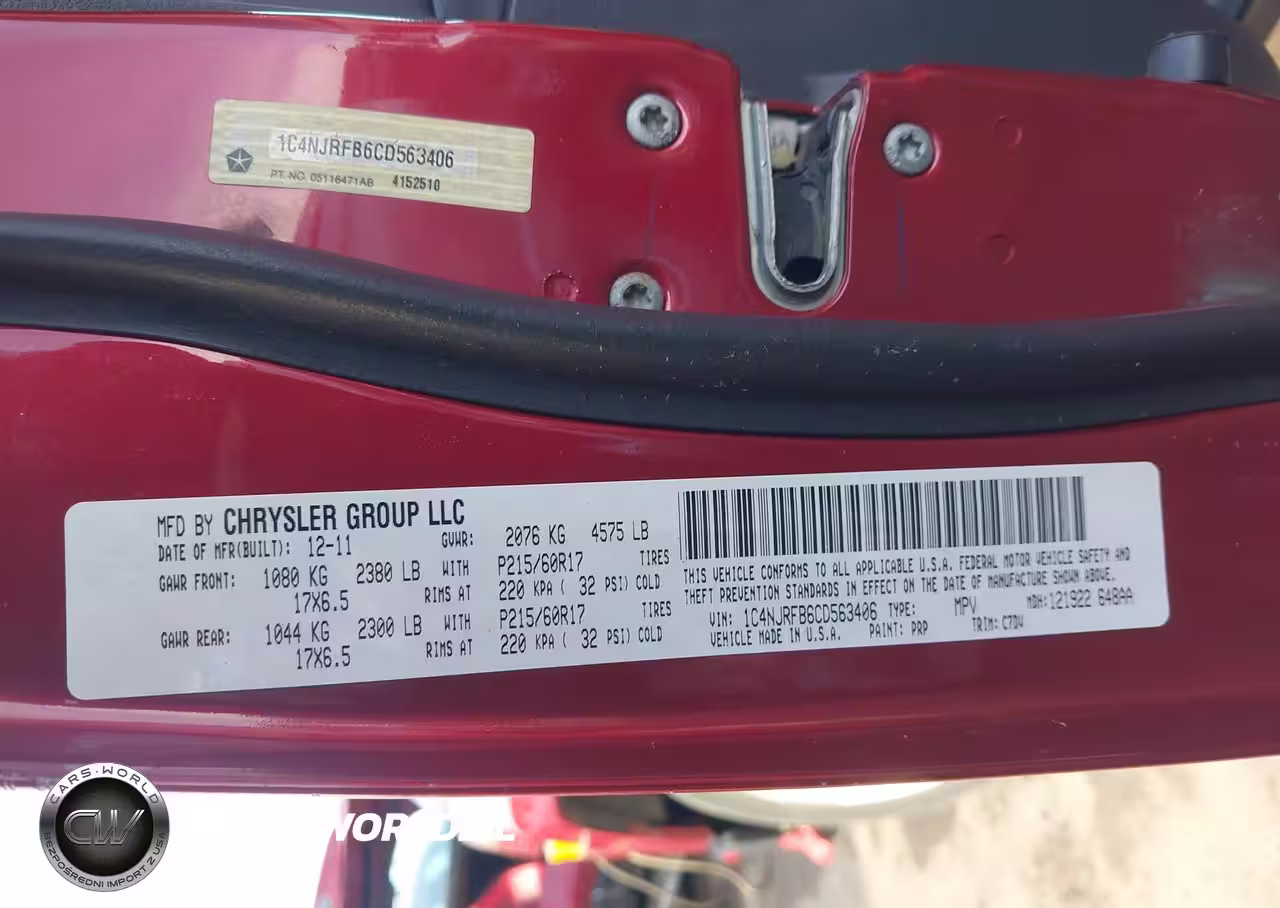 1C4NJRFB6CD563406
PT. NO. 05116471AB 4152510
MFD BY CHRYSLER GROUP LLC
DATE OF MFR(BUILT): 12-11 GVWR: 2076 KG 4575 LB
GAWR FRONT: 1080 KG 2380 LB WITH P215/60R17 TIRES
17X6.5 RIMS AT 220 KPA ( 32 PSI) COLD
GAWR REAR: 1044 KG 2300 LB WITH P215/60R17 TIRES
17X6.5 RIMS AT 220 KPA ( 32 PSI) COLD
THIS VEHICLE CONFORMS TO ALL APPLICABLE U.S.A. FEDERAL MOTOR VEHICLE SAFETY AND
THEFT PREVENTION STANDARDS IN EFFECT ON THE DATE OF MANUFACTURE SHOWN ABOVE.
VIN: 1C4NJRFB6CD563406 TYPE: MPV MDH:121922 648AA
VEHICLE MADE IN U.S.A. PAINT: PRP TRIM: C7DV
CARS·WORLD
CW
BEZPOŚREDNI IMPORT Z USA